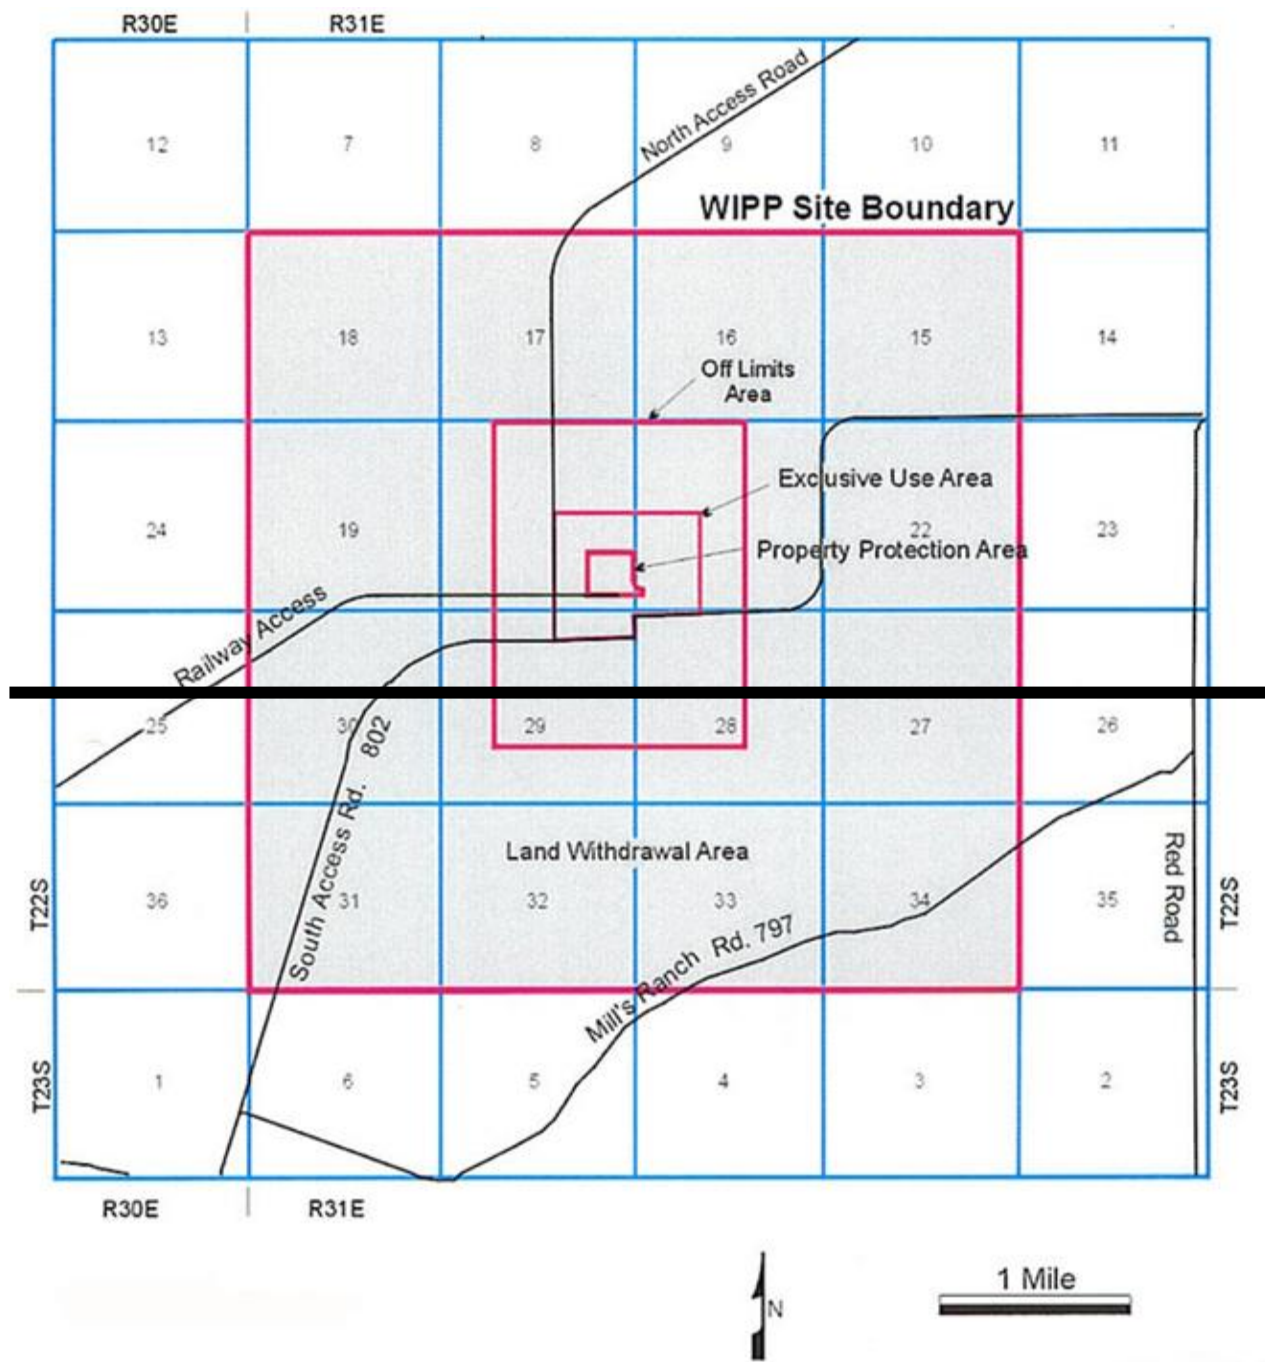 R30E R31E
North Access Road
12 7 8 9 10 11
WIPP Site Boundary
13 18 17 16 15 14
Off Limits
Area
Exclusive Use Area
24 19 22 23
Property Protection Area
Railway Access
25 30 29 28 27 26
South Access Rd. 802
Land Withdrawal Area
Red Road
T22S 36 31 32 33 34 35 T22S
Mill's Ranch Rd. 797
T23S 1 6 5 4 3 2 T23S
R30E R31E
1 Mile
N